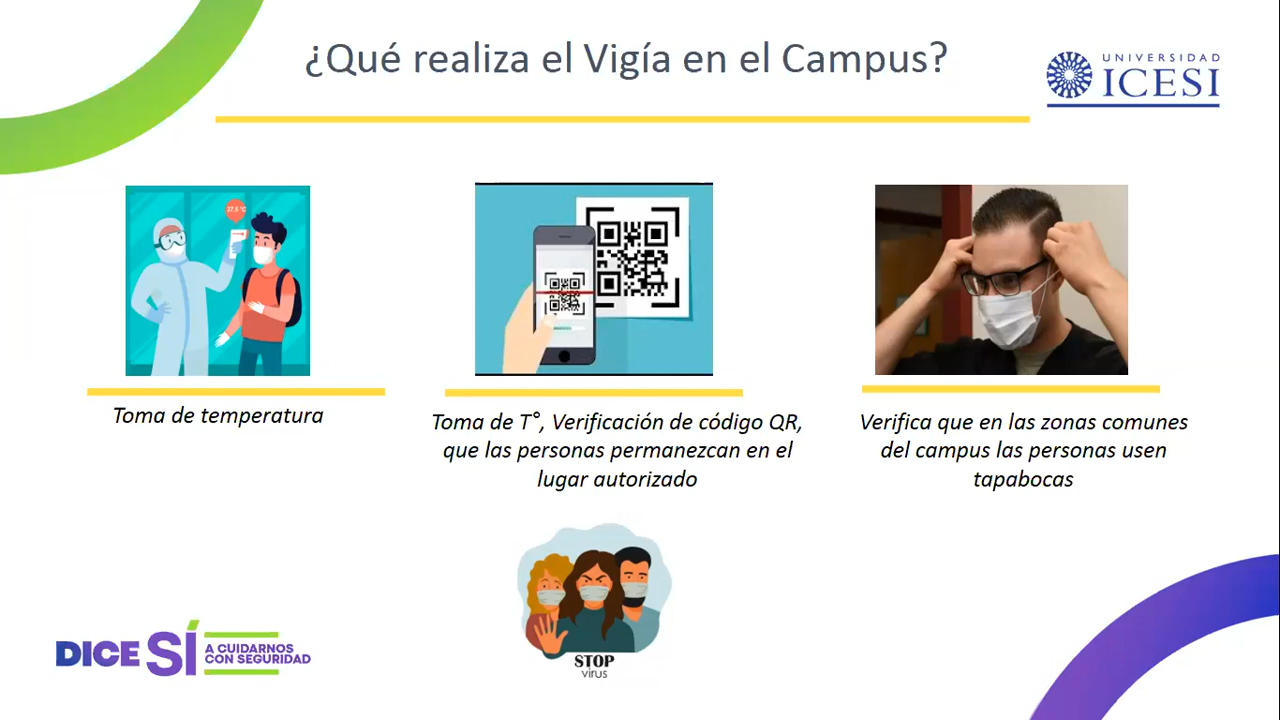 ¿Qué realiza el Vigía en el Campus?
UNIVERSIDAD
ICESI
37.5 °C
Toma de temperatura
Toma de T°, Verificación de código QR,
que las personas permanezcan en el
lugar autorizado
Verifica que en las zonas comunes
del campus las personas usen
tapabocas
STOP
virus
DICE SÍ A CUIDARNOS
CON SEGURIDAD